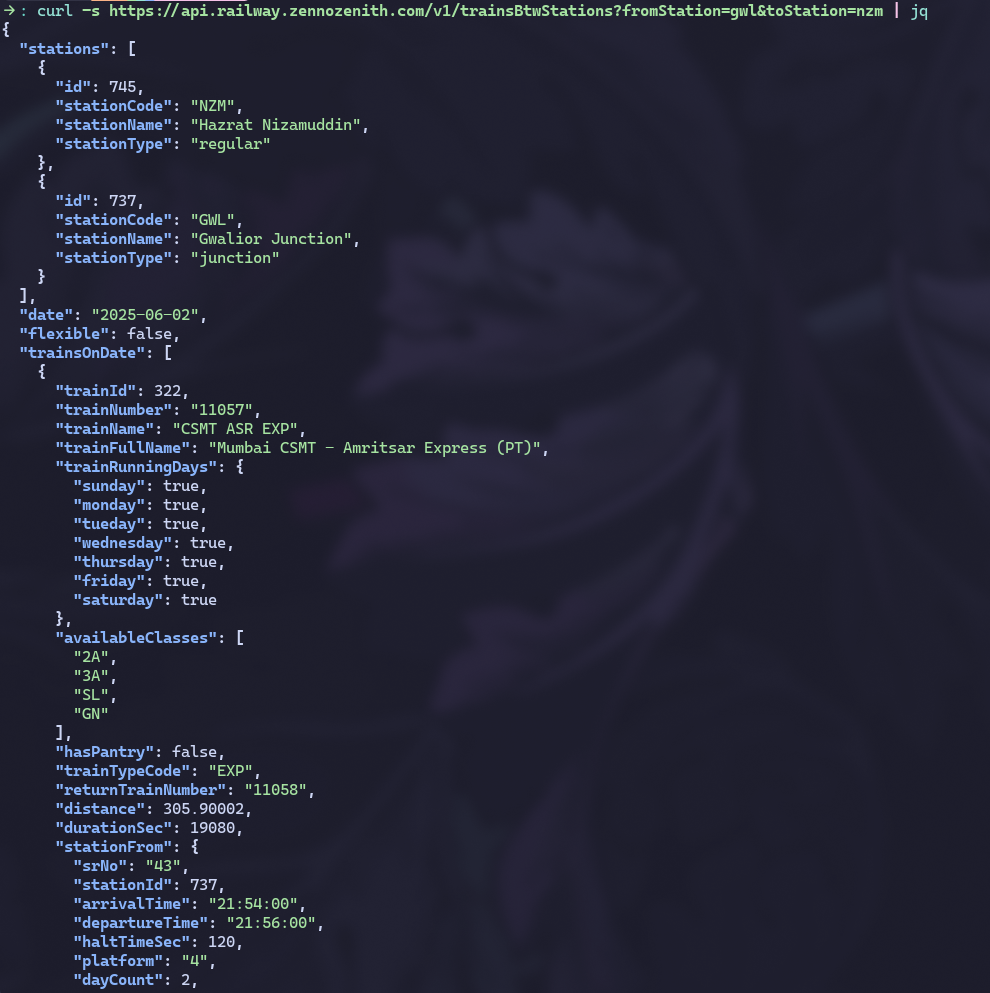 → : curl -s https://api.railway.zennozenith.com/v1/trainsBtwStations?fromStation=gwl&toStation=nzm | jq
{
  "stations": [
    {
      "id": 745,
      "stationCode": "NZM",
      "stationName": "Hazrat Nizamuddin",
      "stationType": "regular"
    },
    {
      "id": 737,
      "stationCode": "GWL",
      "stationName": "Gwalior Junction",
      "stationType": "junction"
    }
  ],
  "date": "2025-06-02",
  "flexible": false,
  "trainsOnDate": [
    {
      "trainId": 322,
      "trainNumber": "11057",
      "trainName": "CSMT ASR EXP",
      "trainFullName": "Mumbai CSMT - Amritsar Express (PT)",
      "trainRunningDays": {
        "sunday": true,
        "monday": true,
        "tueday": true,
        "wednesday": true,
        "thursday": true,
        "friday": true,
        "saturday": true
      },
      "availableClasses": [
        "2A",
        "3A",
        "SL",
        "GN"
      ],
      "hasPantry": false,
      "trainTypeCode": "EXP",
      "returnTrainNumber": "11058",
      "distance": 305.90002,
      "durationSec": 19080,
      "stationFrom": {
        "srNo": "43",
        "stationId": 737,
        "arrivalTime": "21:54:00",
        "departureTime": "21:56:00",
        "haltTimeSec": 120,
        "platform": "4",
        "dayCount": 2,